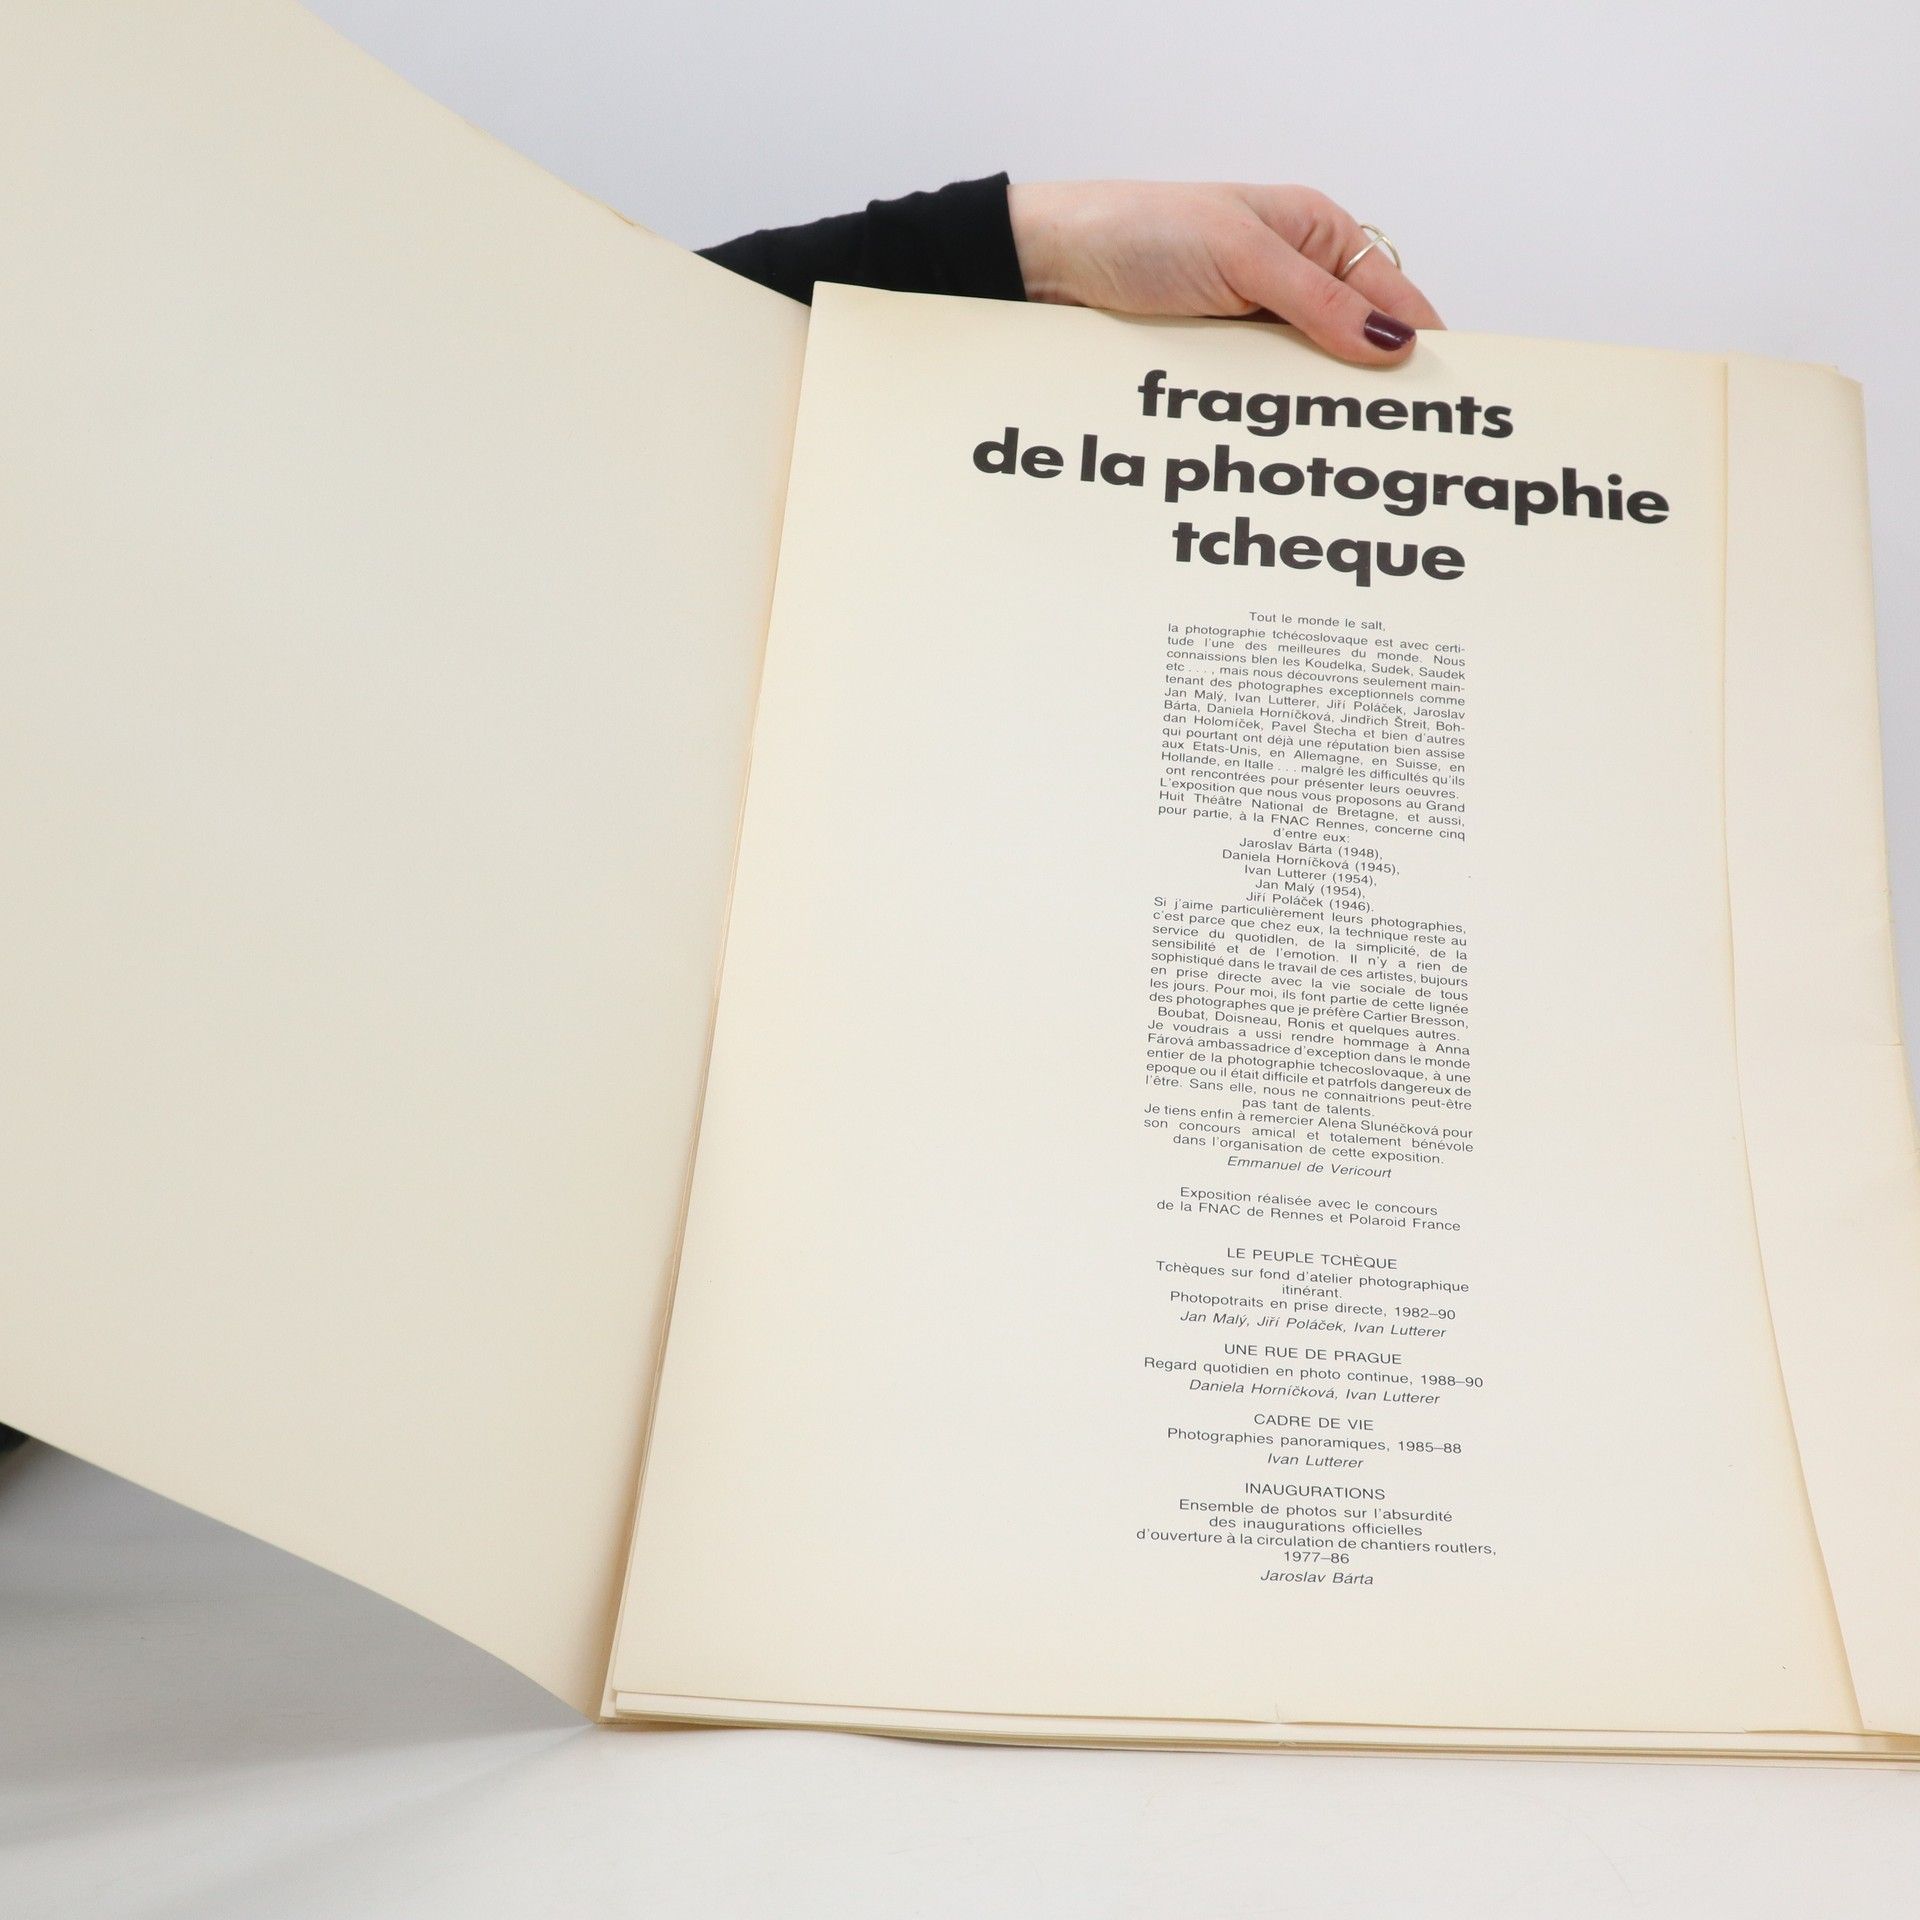 fragments
de la photographie
tcheque
Tout le monde le salt,
la photographie tchécoslovaque est avec certi-
tude l'une des meilleures du monde. Nous
connaissions blen les Koudelka, Sudek, Saudek
etc . . . , mais nous découvrons seulement main-
tenant des photographes exceptionnels comme
Jan Malý, Ivan Lutterer, Jiří Poláček, Jaroslav
Bárta, Daniela Horníčková, Jindřich Štreit, Boh-
dan Holomíček, Pavel Štecha et bien d'autres
qui pourtant ont déjà une réputation bien assise
aux Etats-Unis, en Allemagne, en Suisse, en
Hollande, en Italle . . . malgré les difficultés qu'ils
ont rencontrées pour présenter leurs oeuvres.
L'exposition que nous vous proposons au Grand
Huit Théâtre National de Bretagne, et aussi,
pour partie, à la FNAC Rennes, concerne cinq
d'entre eux:
Jaroslav Bárta (1948),
Daniela Horníčková (1945),
Ivan Lutterer (1954),
Jan Malý (1954),
Jiří Poláček (1946).
Si j'aime particulièrement leurs photographies,
c'est parce que chez eux, la technique reste au
service du quotidlen, de la simplicité, de la
sensibilité et de l'emotion. Il n'y a rien de
sophistiqué dans le travail de ces artistes, bujours
en prise directe avec la vie sociale de tous
les jours. Pour moi, ils font partie de cette lignée
des photographes que je préfère Cartier Bresson,
Boubat, Doisneau, Ronis et quelques autres.
Je voudrais a ussi rendre hommage à Anna
Fárová ambassadrice d'exception dans le monde
entier de la photographie tchecoslovaque, à une
epoque ou il était difficile et patrfols dangereux de
l'être. Sans elle, nous ne connaitrions peut-être
pas tant de talents.
Je tiens enfin à remercier Alena Slunéčková pour
son concours amical et totalement bénévole
dans l'organisation de cette exposition.
Emmanuel de Vericourt
Exposition réalisée avec le concours
de la FNAC de Rennes et Polaroid France
LE PEUPLE TCHÈQUE
Tchèques sur fond d'atelier photographique
itinérant.
Photopotraits en prise directe, 1982–90
Jan Malý, Jiří Poláček, Ivan Lutterer
UNE RUE DE PRAGUE
Regard quotidien en photo continue, 1988–90
Daniela Horníčková, Ivan Lutterer
CADRE DE VIE
Photographies panoramiques, 1985–88
Ivan Lutterer
INAUGURATIONS
Ensemble de photos sur l'absurdité
des inaugurations officielles
d'ouverture à la circulation de chantiers routlers,
1977–86
Jaroslav Bárta